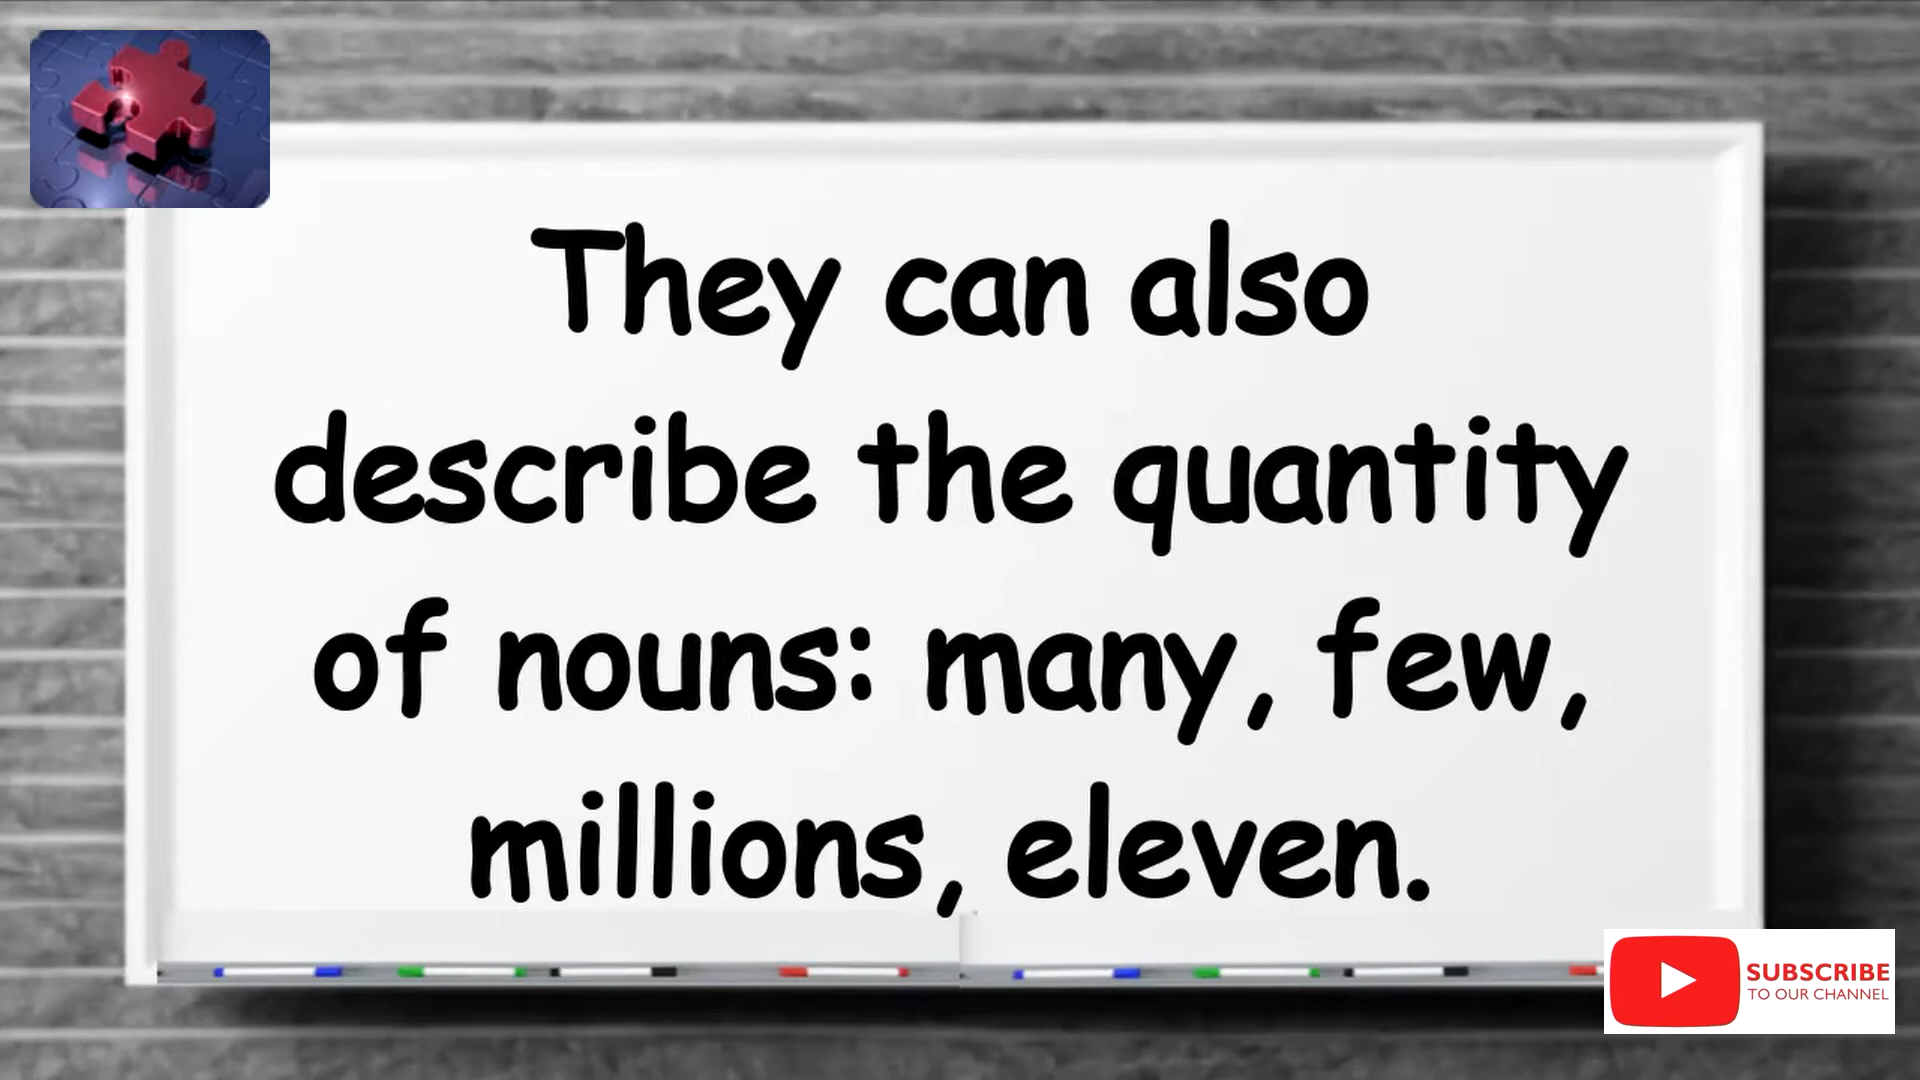 They can also
describe the quantity
of nouns: many, few,
millions, eleven.
SUBSCRIBE
TO OUR CHANNEL